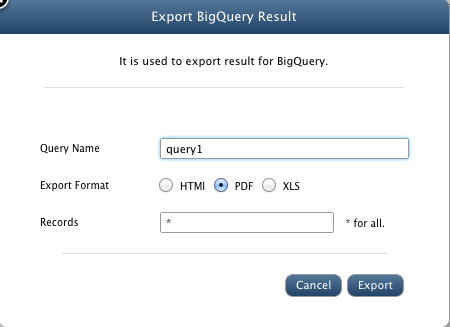 Export BigQuery Result
It is used to export result for BigQuery.
Query Name query1
Export Format HTMl PDF XLS
Records * * for all.
Cancel Export